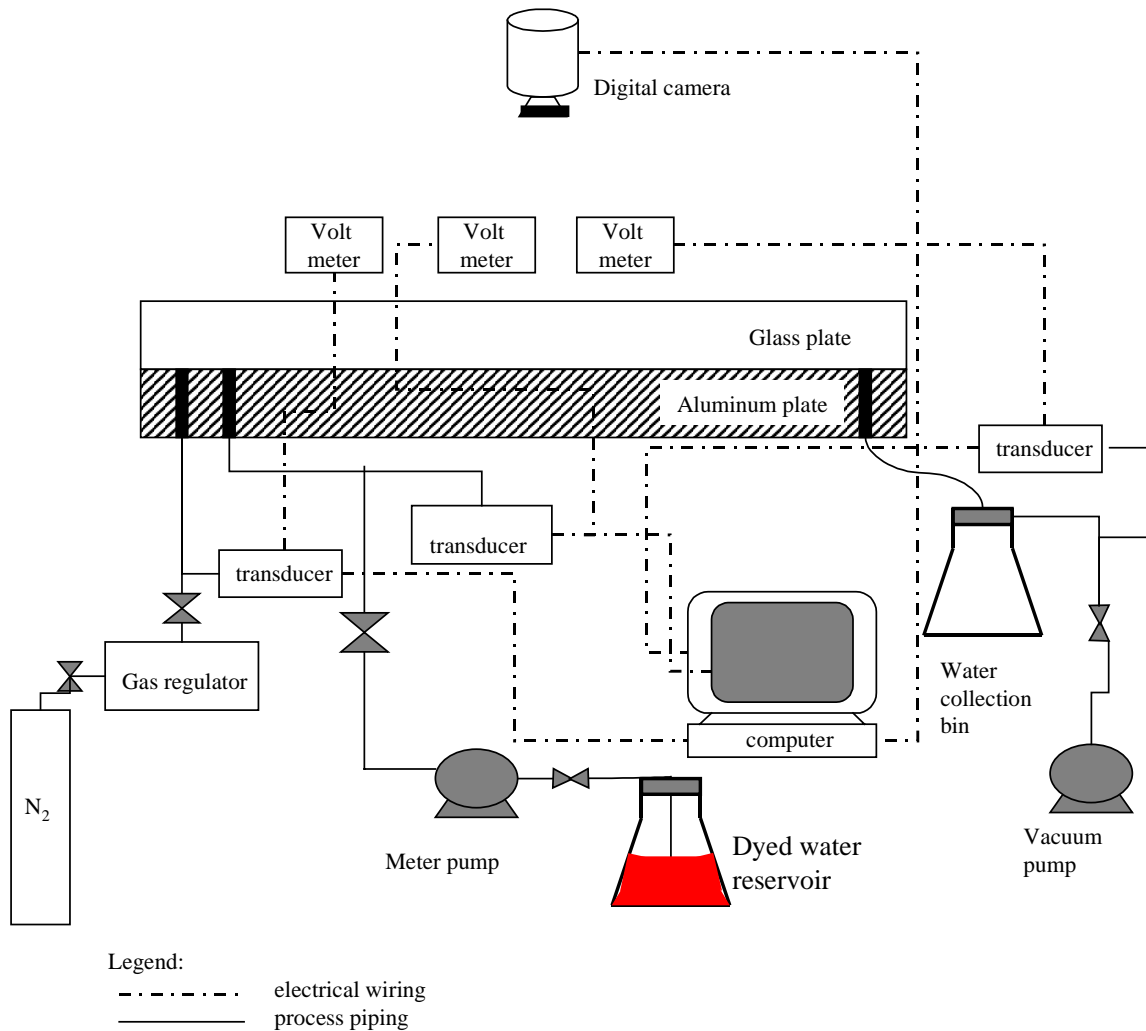 Digital camera
Volt
meter
Volt
meter
Volt
meter
Glass plate
Aluminum plate
transducer
transducer
transducer
Gas regulator
Water
collection
bin
computer
N2
Meter pump
Dyed water
reservoir
Vacuum
pump
Legend:
electrical wiring
process piping